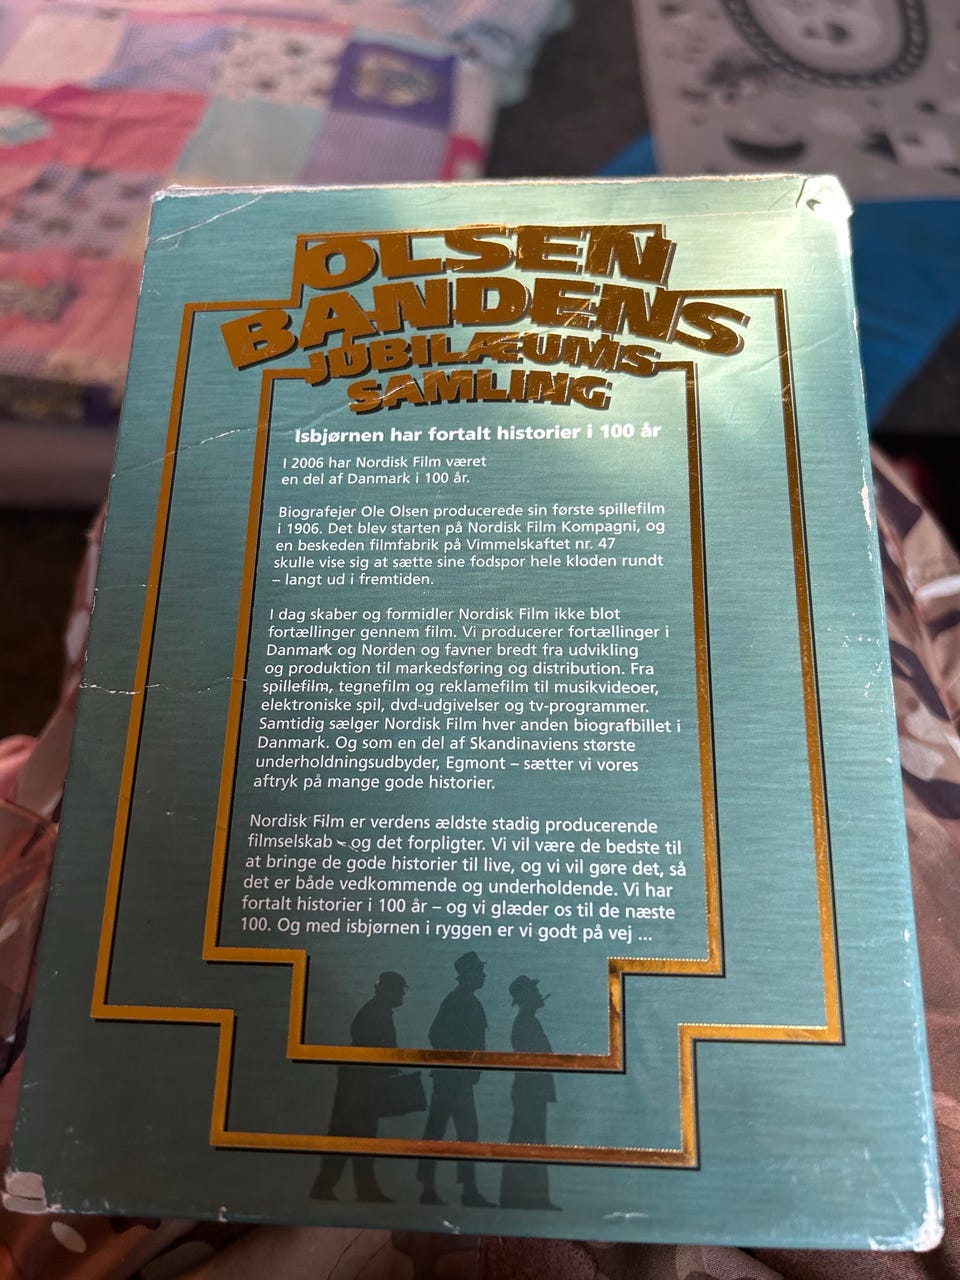 OLSEN
BANDENS
JUBILÆUMS
SAMLING
Isbjørnen har fortalt historier i 100 år
I 2006 har Nordisk Film været
en del af Danmark i 100 år.
Biografejer Ole Olsen producerede sin første spillefilm
i 1906. Det blev starten på Nordisk Film Kompagni, og
en beskeden filmfabrik på Vimmelskaftet nr. 47
skulle vise sig at sætte sine fodspor hele kloden rundt
– langt ud i fremtiden.
I dag skaber og formidler Nordisk Film ikke blot
fortællinger gennem film. Vi producerer fortællinger i
Danmark og Norden og favner bredt fra udvikling
og produktion til markedsføring og distribution. Fra
spillefilm, tegnefilm og reklamefilm til musikvideoer,
elektroniske spil, dvd-udgivelser og tv-programmer.
Samtidig sælger Nordisk Film hver anden biografbillet i
Danmark. Og som en del af Skandinaviens største
underholdningsudbyder, Egmont – sætter vi vores
aftryk på mange gode historier.
Nordisk Film er verdens ældste stadig producerende
filmselskab – og det forpligter. Vi vil være de bedste til
at bringe de gode historier til live, og vi vil gøre det, så
det er både vedkommende og underholdende. Vi har
fortalt historier i 100 år – og vi glæder os til de næste
100. Og med isbjørnen i ryggen er vi godt på vej ...